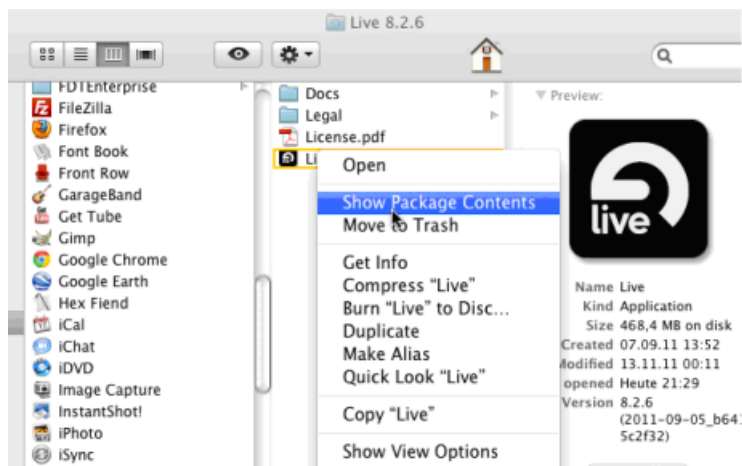 Live 8.2.6
FDTEnterprise
FileZilla
Firefox
Font Book
Front Row
GarageBand
Get Tube
Gimp
Google Chrome
Google Earth
Hex Fiend
iCal
iChat
iDVD
Image Capture
InstantShot!
iPhoto
iSync
Docs
Legal
License.pdf
Li
Open
Show Package Contents
Move to Trash
Get Info
Compress “Live”
Burn “Live” to Disc...
Duplicate
Make Alias
Quick Look “Live”
Copy “Live”
Show View Options
Preview:
live
Name Live
Kind Application
Size 468,4 MB on disk
Created 07.09.11 13:52
Modified 13.11.11 00:11
opened Heute 21:29
Version 8.2.6
(2011-09-05_b641
5c2f32)